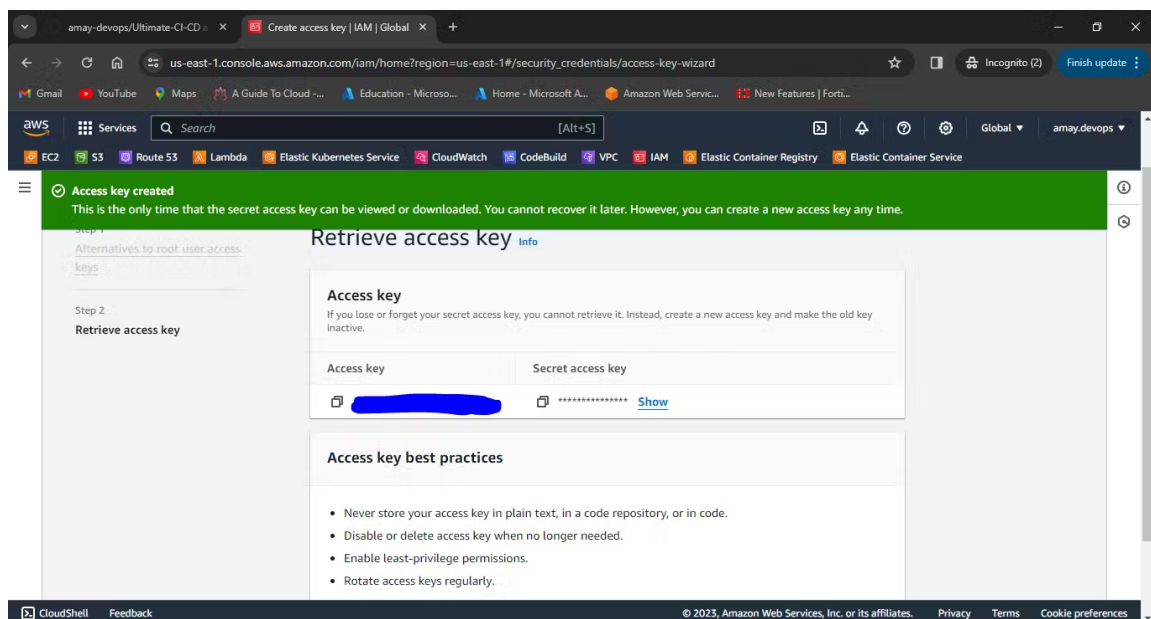 amay-devops/Ultimate-CI-CD a
Create access key | IAM | Global
us-east-1.console.aws.amazon.com/iam/home?region=us-east-1#/security_credentials/access-key-wizard
Incognito (2)
Finish update
Gmail
YouTube
Maps
A Guide To Cloud -...
Education - Microso...
Home - Microsoft A...
Amazon Web Servic...
New Features | Forti...
aws
Services
Search
[Alt+S]
Global
amay.devops
EC2
S3
Route 53
Lambda
Elastic Kubernetes Service
CloudWatch
CodeBuild
VPC
IAM
Elastic Container Registry
Elastic Container Service
Access key created
This is the only time that the secret access key can be viewed or downloaded. You cannot recover it later. However, you can create a new access key any time.
Step 1
Alternatives to root user access
keys
Step 2
Retrieve access key
Retrieve access key Info
Access key
If you lose or forget your secret access key, you cannot retrieve it. Instead, create a new access key and make the old key
inactive.
Access key
Secret access key
*************** Show
Access key best practices
• Never store your access key in plain text, in a code repository, or in code.
• Disable or delete access key when no longer needed.
• Enable least-privilege permissions.
• Rotate access keys regularly.
CloudShell
Feedback
© 2023, Amazon Web Services, Inc. or its affiliates.
Privacy
Terms
Cookie preferences